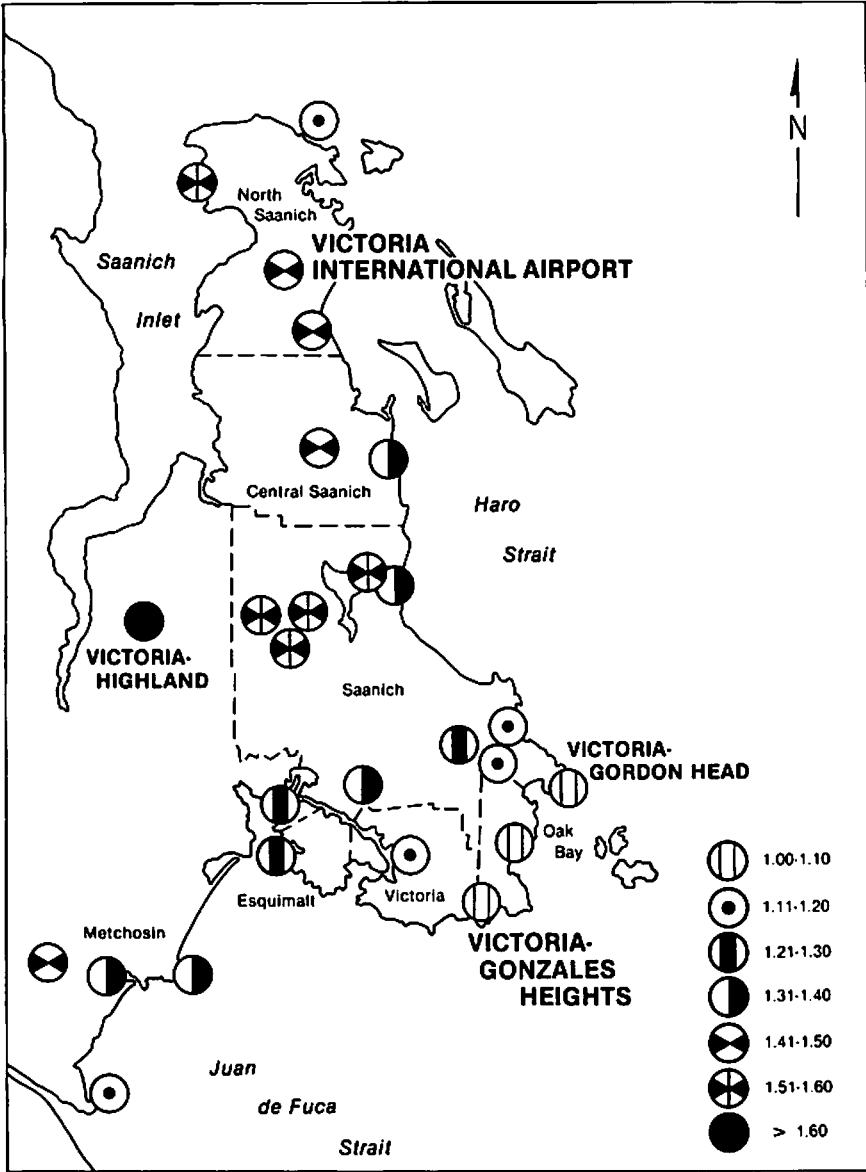 N
North
Saanich
VICTORIA
INTERNATIONAL AIRPORT
Saanich
Inlet
Central Saanich
Haro
Strait
VICTORIA-
HIGHLAND
Saanich
VICTORIA-
GORDON HEAD
Oak
Bay
Esquimalt
Victoria
Metchosin
VICTORIA-
GONZALES
HEIGHTS
Juan
de Fuca
Strait
1.00-1.10
1.11-1.20
1.21-1.30
1.31-1.40
1.41-1.50
1.51-1.60
> 1.60